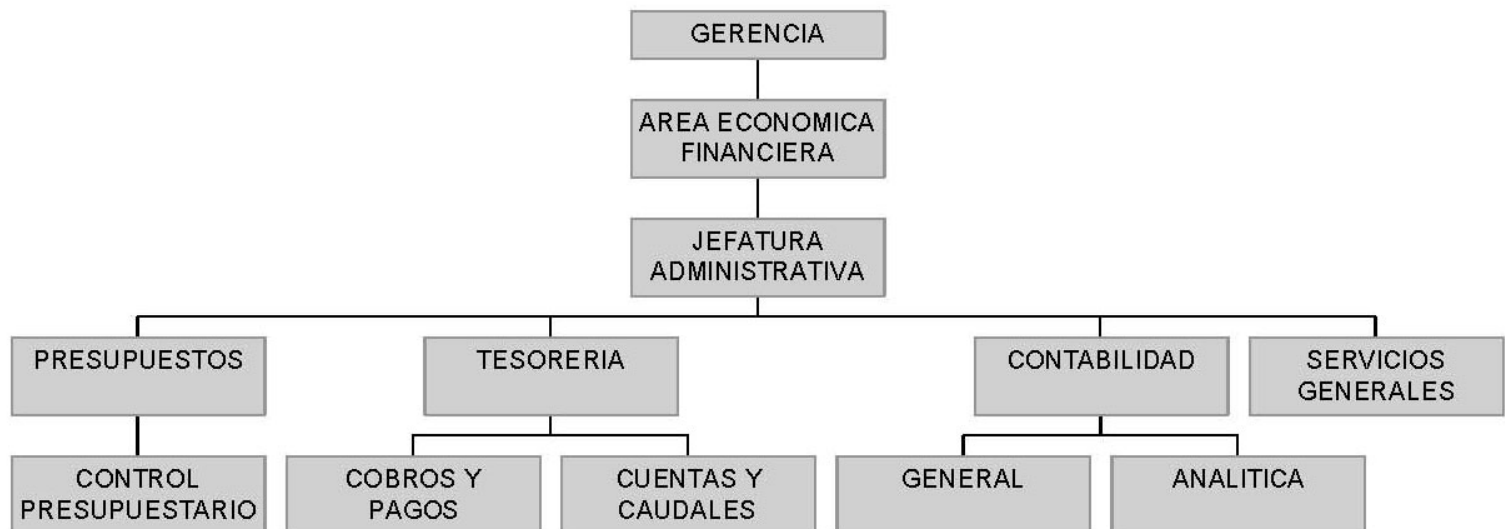 GERENCIA
AREA ECONOMICA
FINANCIERA
JEFATURA
ADMINISTRATIVA
PRESUPUESTOS
TESORERIA
CONTABILIDAD
SERVICIOS
GENERALES
CONTROL
PRESUPUESTARIO
COBROS Y
PAGOS
CUENTAS Y
CAUDALES
GENERAL
ANALITICA